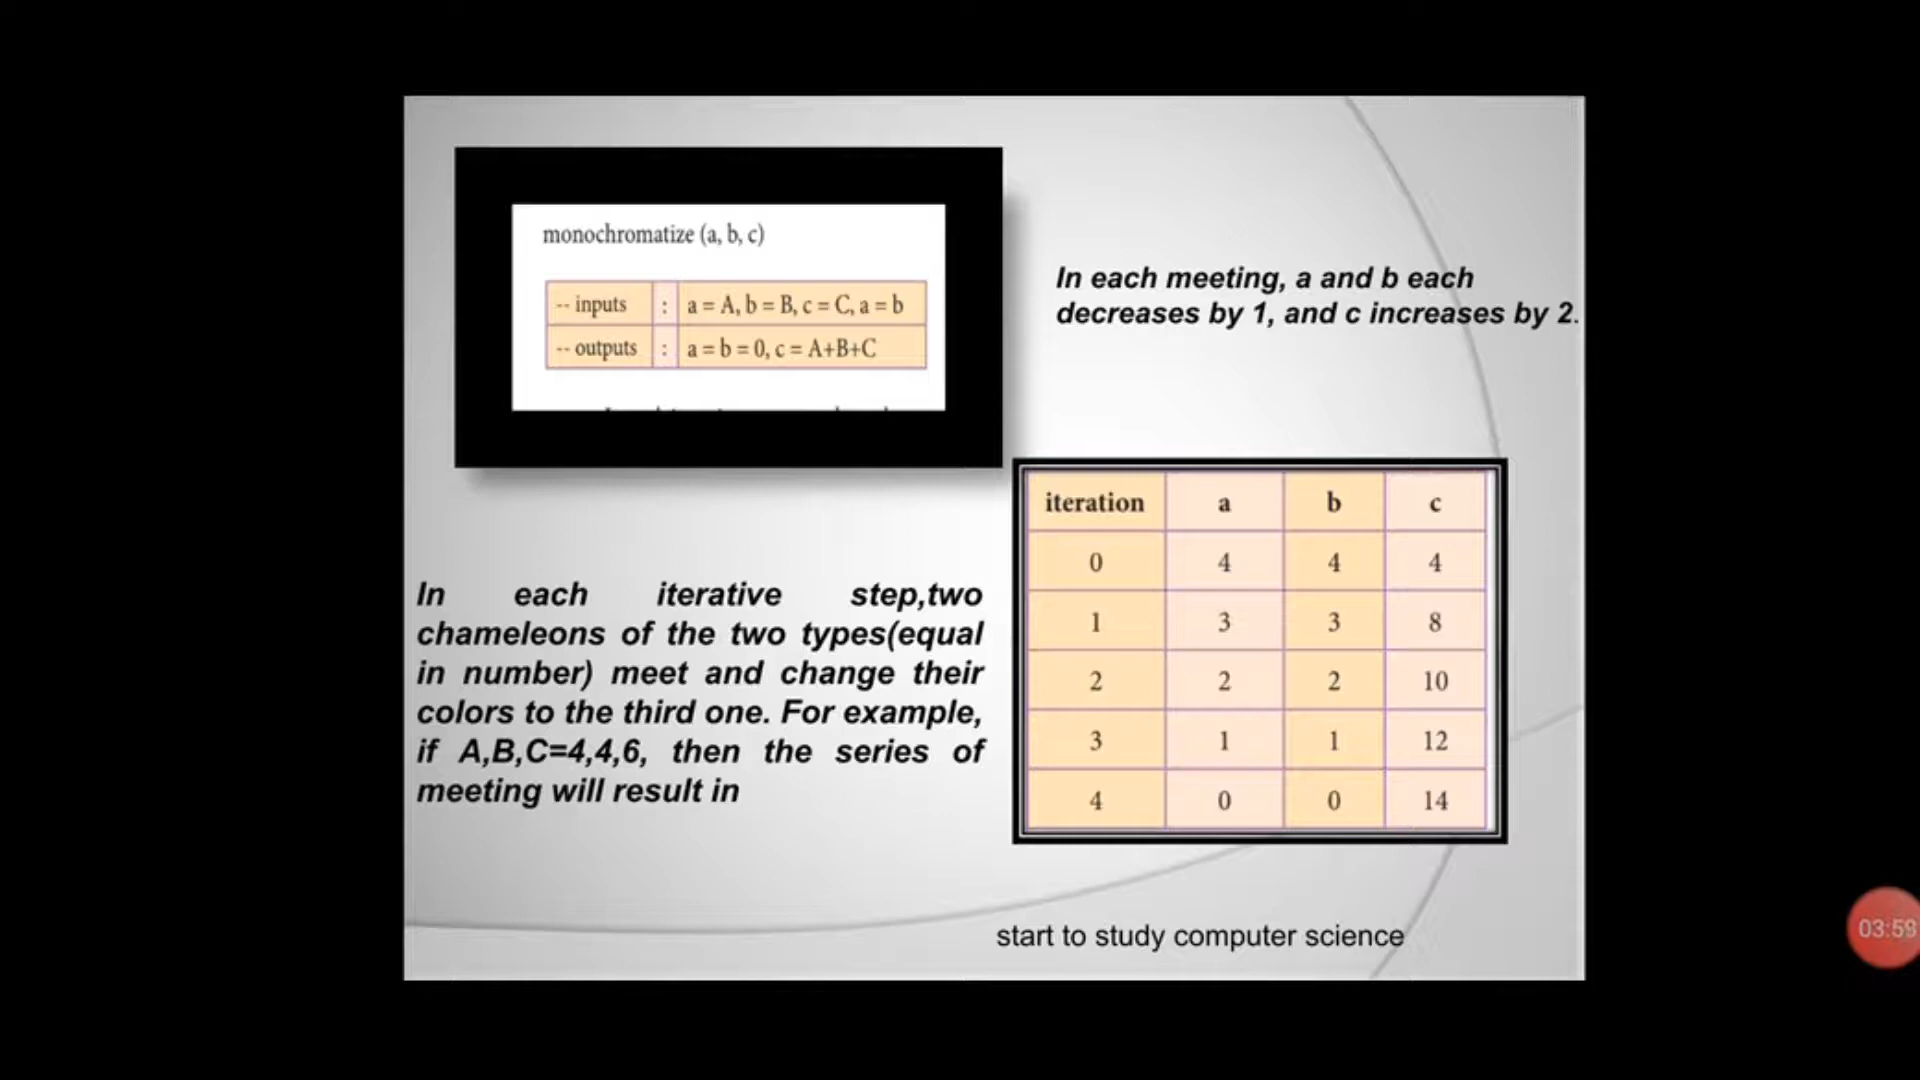 monochromatize (a, b, c)
-- inputs : a = A, b = B, c = C, a = b
-- outputs : a = b = 0, c = A+B+C
In each meeting, a and b each
decreases by 1, and c increases by 2.
In each iterative step,two
chameleons of the two types(equal
in number) meet and change their
colors to the third one. For example,
if A,B,C=4,4,6, then the series of
meeting will result in
iteration a b c
0 4 4 4
1 3 3 8
2 2 2 10
3 1 1 12
4 0 0 14
start to study computer science
03:59